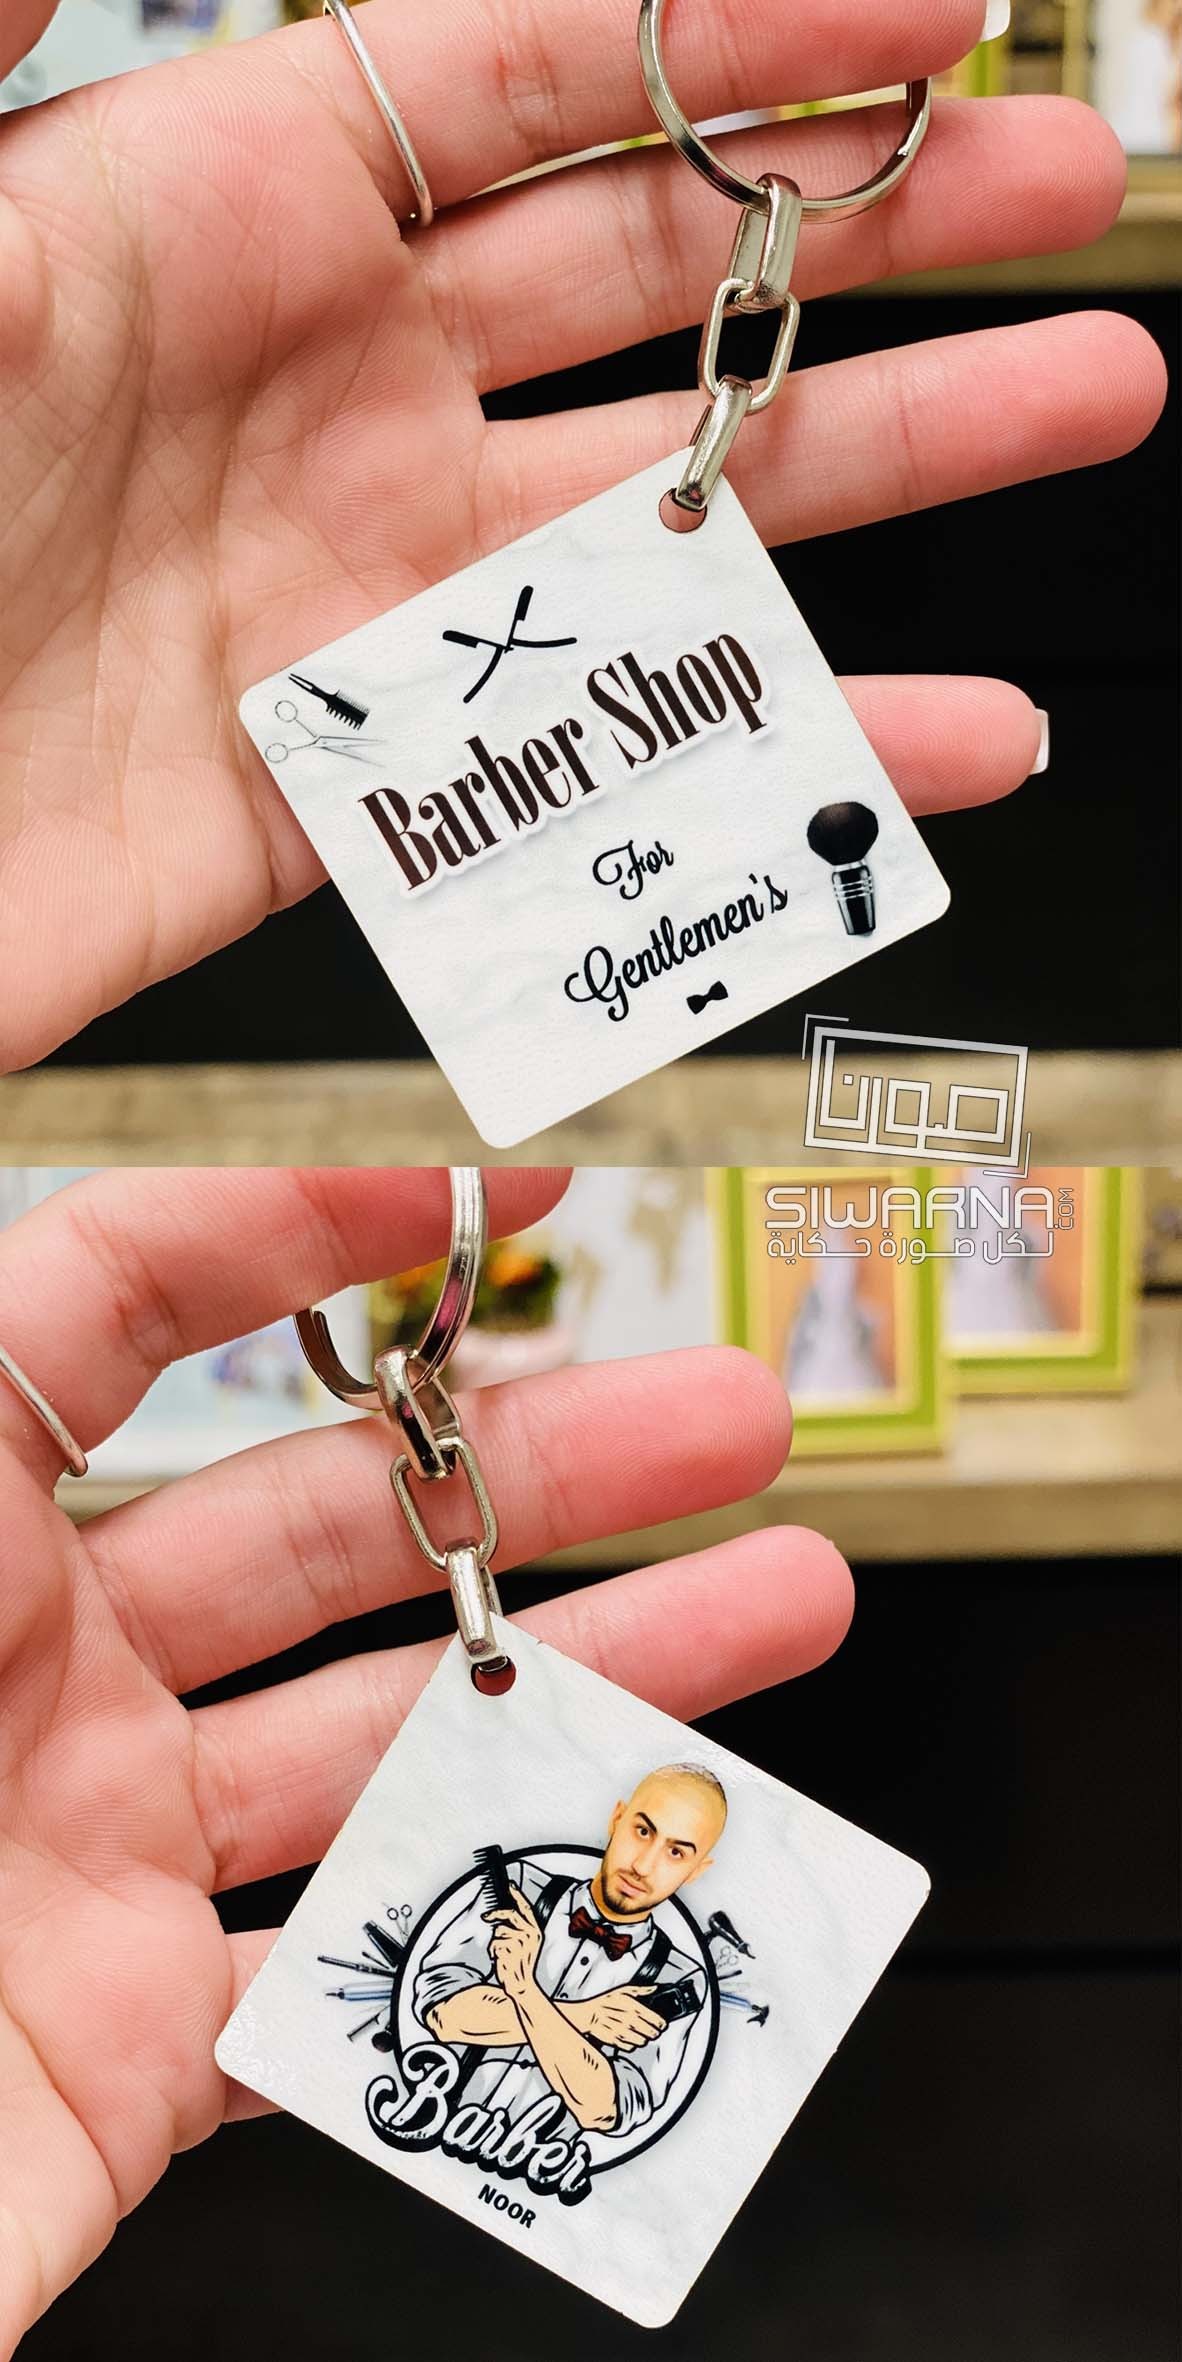 Barber Shop
For
Gentlemen's
صورنا
SIWARNA.COM
لكل صورة حكاية
Barber
NOOR